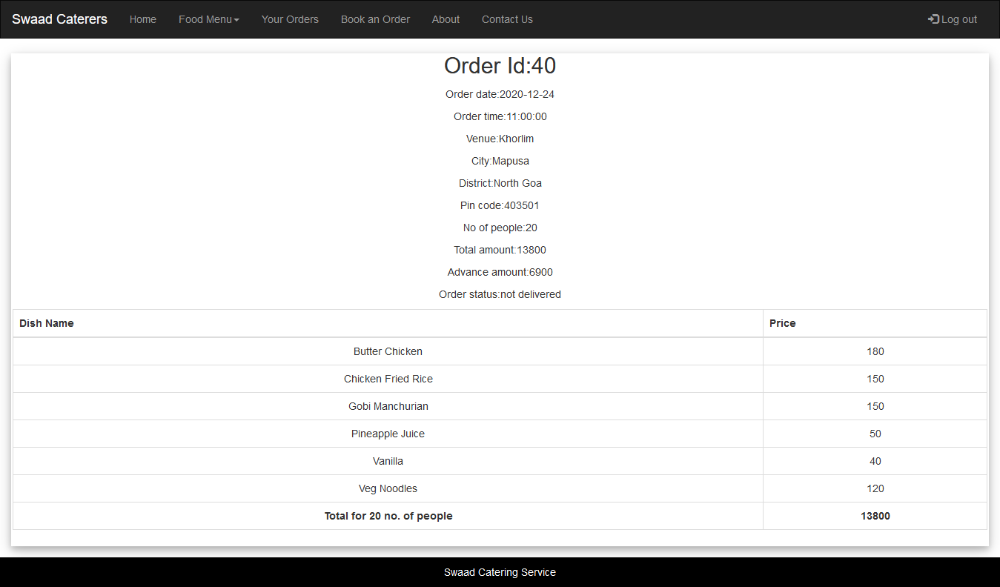 Swaad Caterers Home Food Menu Your Orders Book an Order About Contact Us Log out
Order Id:40
Order date:2020-12-24
Order time:11:00:00
Venue:Khorlim
City:Mapusa
District:North Goa
Pin code:403501
No of people:20
Total amount:13800
Advance amount:6900
Order status:not delivered
Dish Name Price
Butter Chicken 180
Chicken Fried Rice 150
Gobi Manchurian 150
Pineapple Juice 50
Vanilla 40
Veg Noodles 120
Total for 20 no. of people 13800
Swaad Catering Service